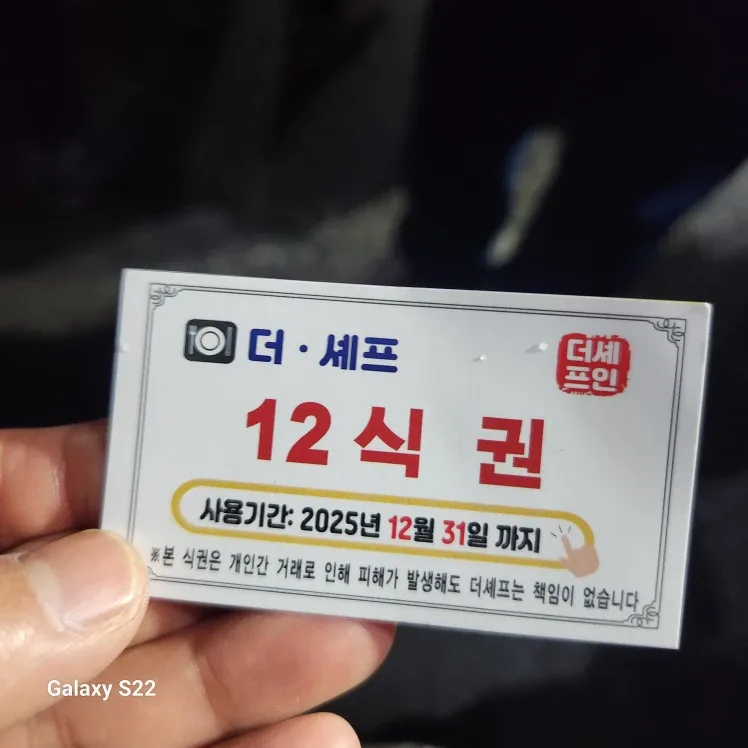 더·셰프
더셰
프인
12식 권
사용기간: 2025년 12월 31일 까지
※본 식권은 개인간 거래로 인해 피해가 발생해도 더셰프는 책임이 없습니다
Galaxy S22